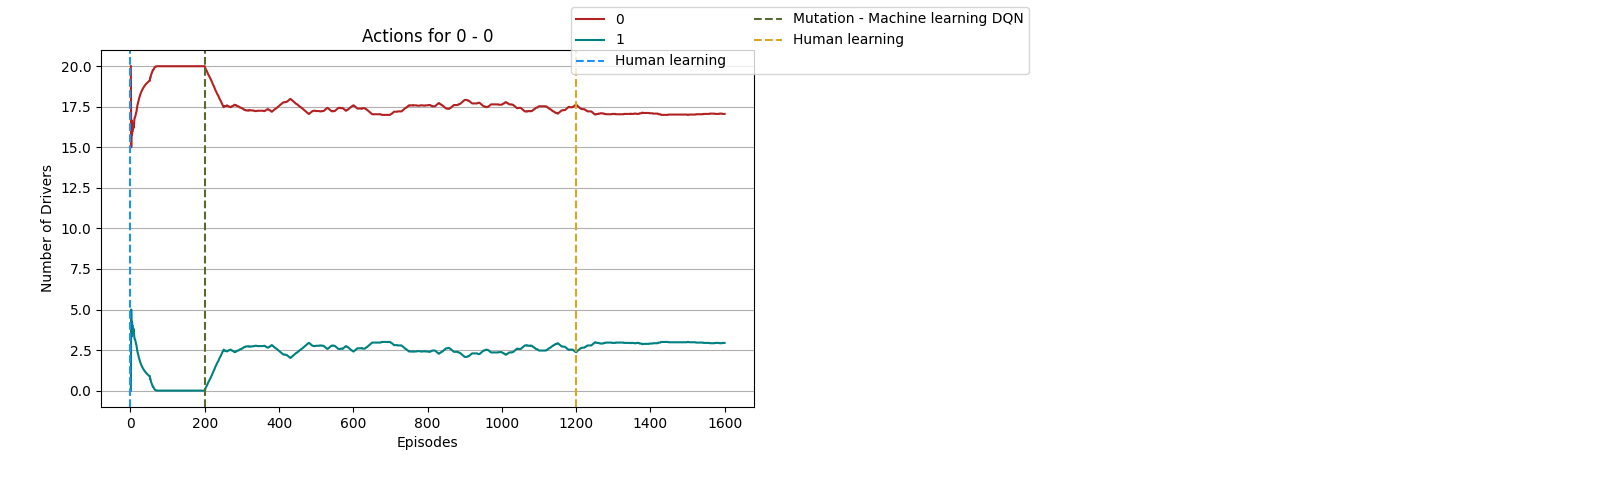 0
1
Human learning
Mutation - Machine learning DQN
Human learning
Actions for 0 - 0
Number of Drivers
20.0
17.5
15.0
12.5
10.0
7.5
5.0
2.5
0.0
0 200 400 600 800 1000 1200 1400 1600
Episodes